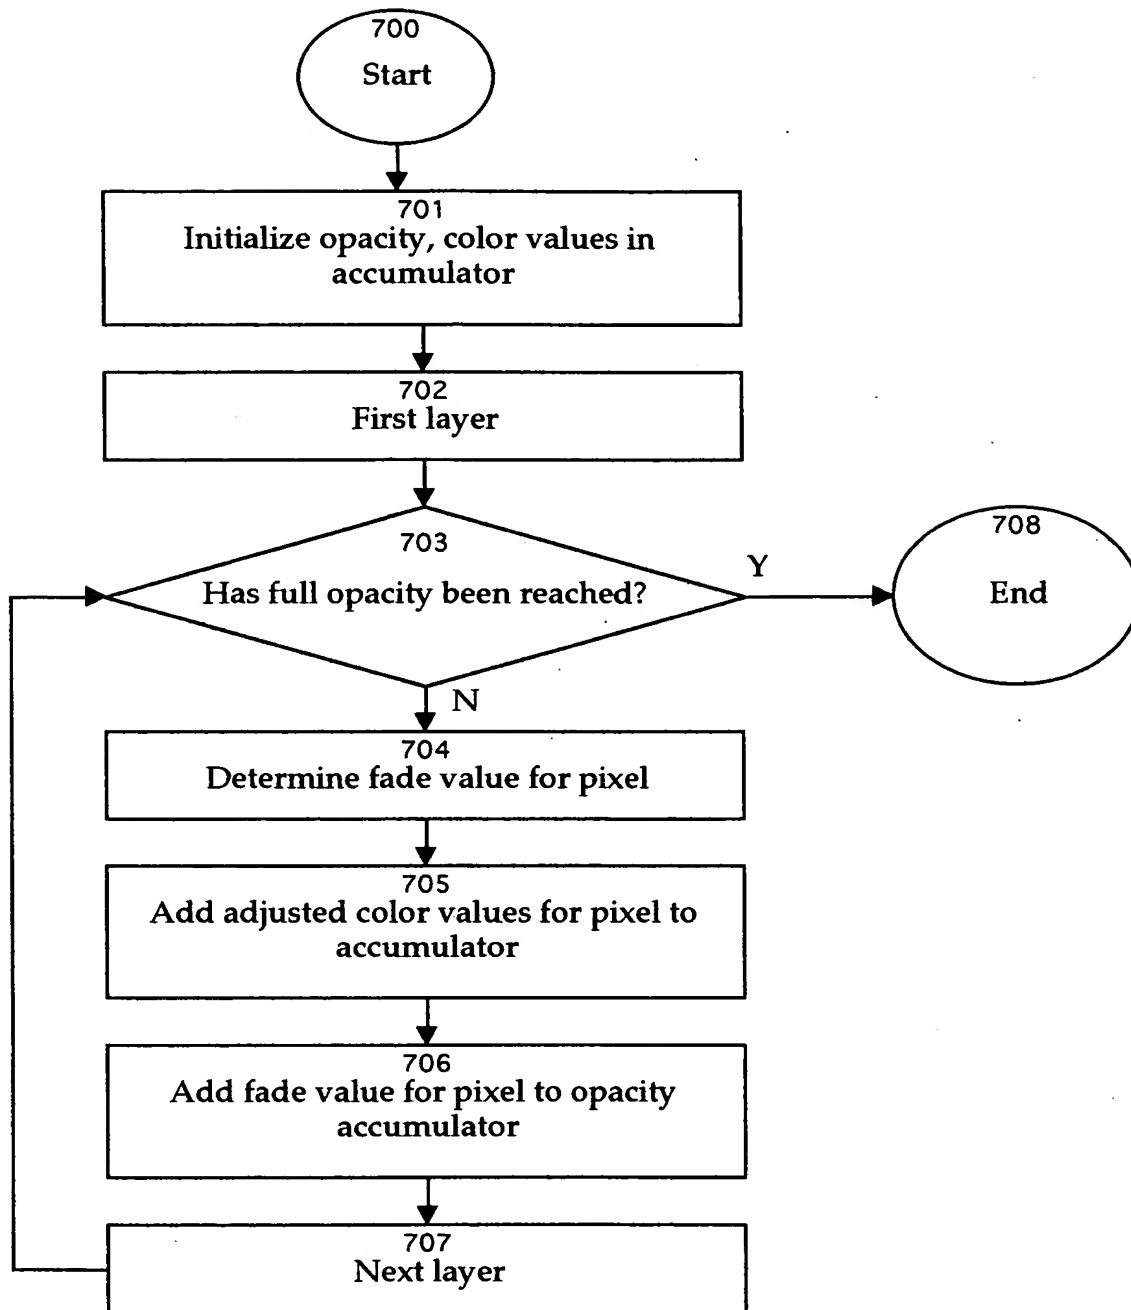 700
Start
701
Initialize opacity, color values in
accumulator
702
First layer
703
Has full opacity been reached?
Y
708
End
N
704
Determine fade value for pixel
705
Add adjusted color values for pixel to
accumulator
706
Add fade value for pixel to opacity
accumulator
707
Next layer